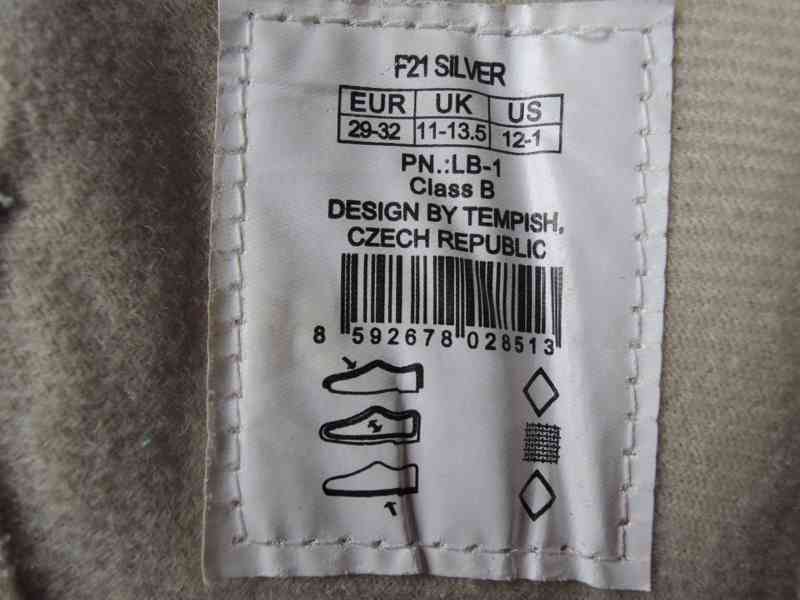 F21 SILVER
EUR UK US
29-32 11-13.5 12-1
PN.:LB-1
Class B
DESIGN BY TEMPISH,
CZECH REPUBLIC
8 592678 028513